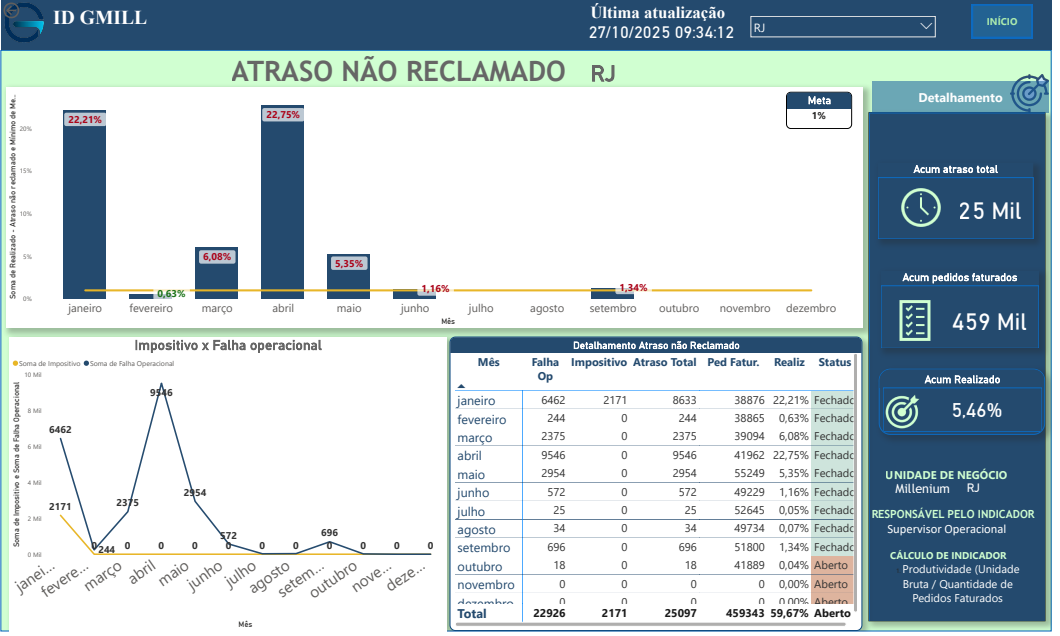 ID GMILL
Última atualização
27/10/2025 09:34:12
RJ
INÍCIO
ATRASO NÃO RECLAMADO RJ
Soma de Realizado - Atraso não reclamado e Mínimo de Me...
20%
15%
10%
5%
0%
22,21%
0,63%
6,08%
22,75%
5,35%
1,16%
1,34%
Meta
1%
janeiro fevereiro março abril maio junho julho agosto setembro outubro novembro dezembro
Mês
Impositivo x Falha operacional
Soma de Impositivo Soma de Falha Operacional
Soma de Impositivo e Soma de Falha Operacional
10 Mil
8 Mil
6 Mil
4 Mil
2 Mil
0 Mil
6462
2171
244
2375
9546
2954
572
696
0 0 0 0 0 0 0 0 0 0 0
janei... fevere... março abril maio junho julho agosto setem... outubro nove... deze...
Mês
Detalhamento Atraso não Reclamado
Mês Falha Op Impositivo Atraso Total Ped Fatur. Realiz Status
janeiro 6462 2171 8633 38876 22,21% Fechado
fevereiro 244 0 244 38865 0,63% Fechado
março 2375 0 2375 39094 6,08% Fechado
abril 9546 0 9546 41962 22,75% Fechado
maio 2954 0 2954 55249 5,35% Fechado
junho 572 0 572 49229 1,16% Fechado
julho 25 0 25 52645 0,05% Fechado
agosto 34 0 34 49734 0,07% Fechado
setembro 696 0 696 51800 1,34% Fechado
outubro 18 0 18 41889 0,04% Aberto
novembro 0 0 0 0 0,00% Aberto
dezembro 0 0 0 0 0,00% Aberto
Total 22926 2171 25097 459343 59,67% Aberto
Detalhamento
Acum atraso total
25 Mil
Acum pedidos faturados
459 Mil
Acum Realizado
5,46%
UNIDADE DE NEGÓCIO
Millenium RJ
RESPONSÁVEL PELO INDICADOR
Supervisor Operacional
CÁLCULO DE INDICADOR
Produtividade (Unidade
Bruta / Quantidade de
Pedidos Faturados